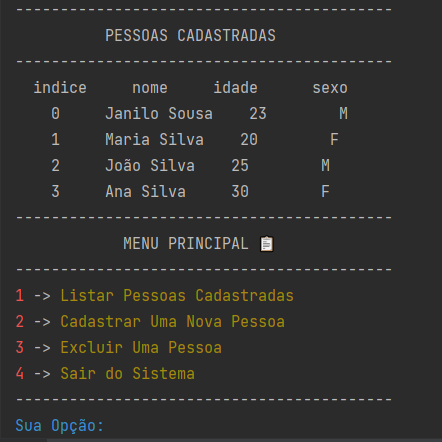 ------------------------------------------
PESSOAS CADASTRADAS
------------------------------------------
indice nome idade sexo
0 Janilo Sousa 23 M
1 Maria Silva 20 F
2 João Silva 25 M
3 Ana Silva 30 F
------------------------------------------
MENU PRINCIPAL 📋
------------------------------------------
1 -> Listar Pessoas Cadastradas
2 -> Cadastrar Uma Nova Pessoa
3 -> Excluir Uma Pessoa
4 -> Sair do Sistema
------------------------------------------
Sua Opção: